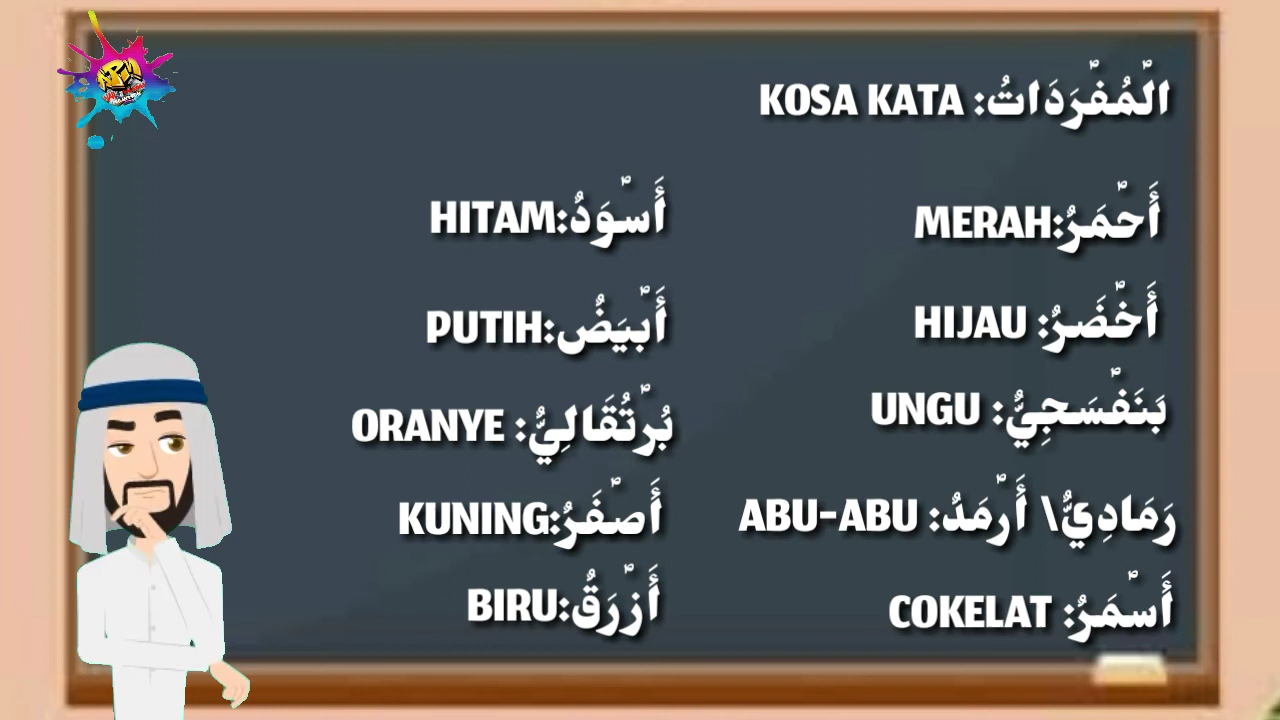 الْمُفْرَدَاتُ: KOSA KATA
أَحْمَرُ:MERAH
أَخْضَرُ: HIJAU
بَنَفْسَجِيٌّ: UNGU
رَمَادِيٌّ\ أَرْمَدُ: ABU-ABU
أَسْمَرُ: COKELAT
أَسْوَدُ:HITAM
أَبْيَضُ:PUTIH
بُرْتُقَالِيٌّ: ORANYE
أَصْفَرُ:KUNING
أَزْرَقُ:BIRU